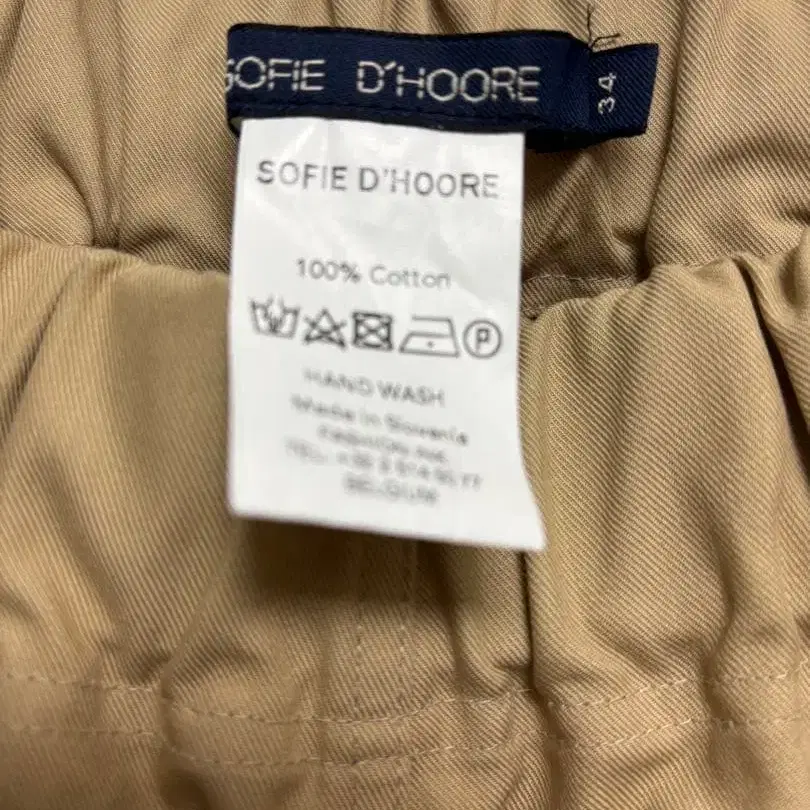 SOFIE D'HOORE
34
SOFIE D'HOORE
100% Cotton
P
HAND WASH
Made in Slovenia
BELGIUM